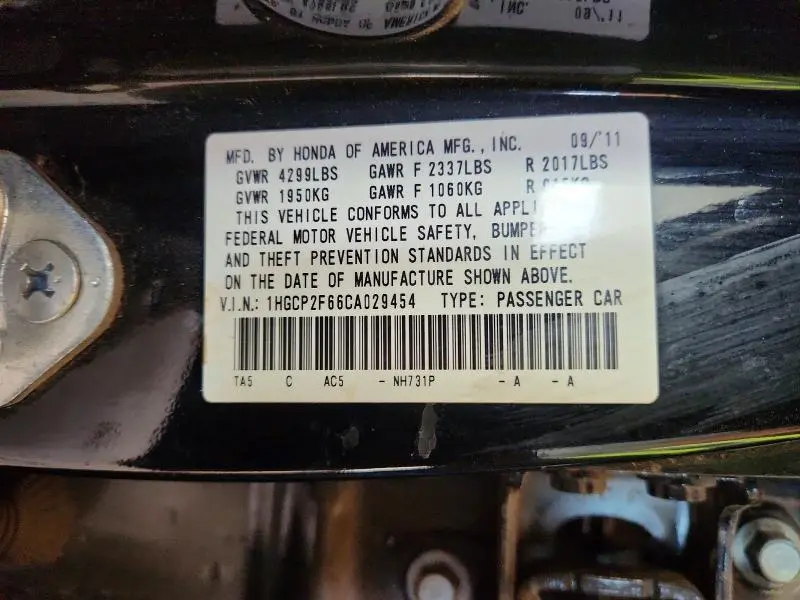 INC.
MFD. BY HONDA OF AMERICA MFG., INC. 09/'11
GVWR 4299LBS GAWR F 2337LBS R 2017LBS
GVWR 1950KG GAWR F 1060KG R
THIS VEHICLE CONFORMS TO ALL
FEDERAL MOTOR VEHICLE SAFETY,
AND THEFT PREVENTION STANDARDS IN EFFECT
ON THE DATE OF MANUFACTURE SHOWN ABOVE.
V.I.N.: 1HGCP2F66CA029454 TYPE: PASSENGER CAR
TA5 C AC5 - NH731P - A - A